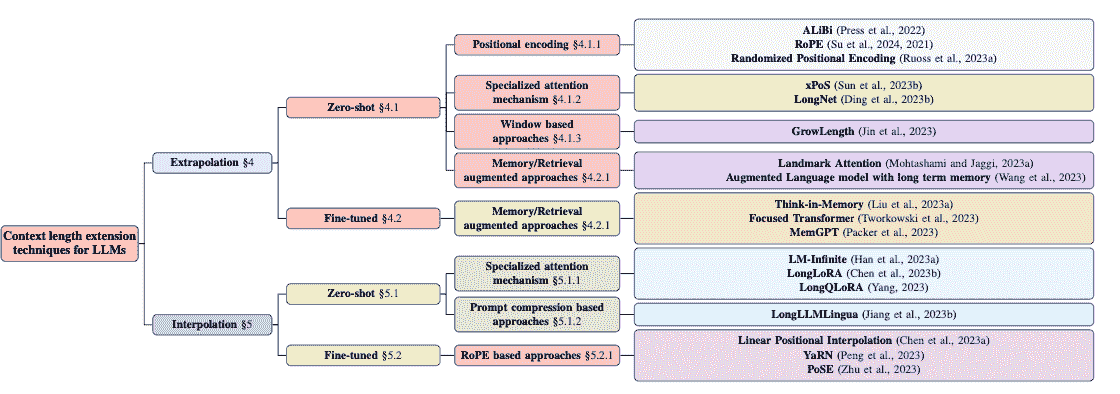 Context length extension
techniques for LLMs
Extrapolation §4
Zero-shot §4.1
Positional encoding §4.1.1
ALiBi (Press et al., 2022)
RoPE (Su et al., 2024, 2021)
Randomized Positional Encoding (Ruoss et al., 2023a)
Specialized attention
mechanism §4.1.2
xPoS (Sun et al., 2023b)
LongNet (Ding et al., 2023b)
Window based
approaches §4.1.3
GrowLength (Jin et al., 2023)
Memory/Retrieval
augmented approaches §4.2.1
Landmark Attention (Mohtashami and Jaggi, 2023a)
Augmented Language model with long term memory (Wang et al., 2023)
Fine-tuned §4.2
Memory/Retrieval
augmented approaches §4.2.1
Think-in-Memory (Liu et al., 2023a)
Focused Transformer (Tworkowski et al., 2023)
MemGPT (Packer et al., 2023)
Interpolation §5
Zero-shot §5.1
Specialized attention
mechanism §5.1.1
LM-Infinite (Han et al., 2023a)
LongLoRA (Chen et al., 2023b)
LongQLoRA (Yang, 2023)
Prompt compression based
approaches §5.1.2
LongLLMLingua (Jiang et al., 2023b)
Fine-tuned §5.2
RoPE based approaches §5.2.1
Linear Positional Interpolation (Chen et al., 2023a)
YaRN (Peng et al., 2023)
PoSE (Zhu et al., 2023)